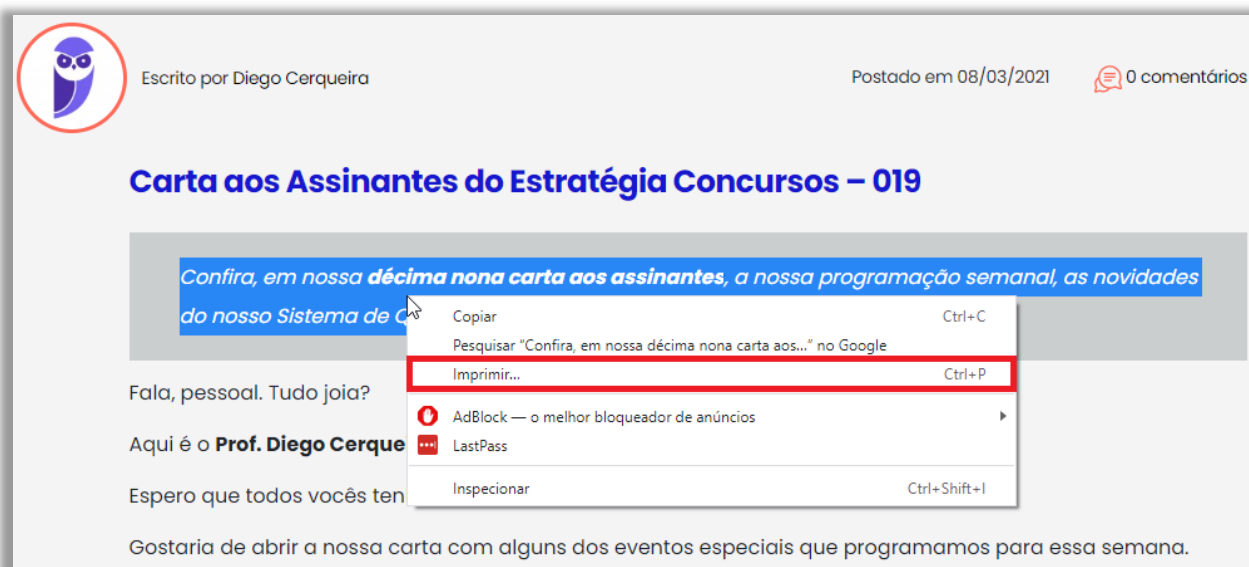 Escrito por Diego Cerqueira
Postado em 08/03/2021
0 comentários
Carta aos Assinantes do Estratégia Concursos – 019
Confira, em nossa décima nona carta aos assinantes, a nossa programação semanal, as novidades
do nosso Sistema de
Copiar Ctrl+C
Pesquisar “Confira, em nossa décima nona carta aos...” no Google
Imprimir... Ctrl+P
Fala, pessoal. Tudo joia?
AdBlock — o melhor bloqueador de anúncios
Aqui é o Prof. Diego Cerque
LastPass
Espero que todos vocês ten
Inspecionar Ctrl+Shift+I
Gostaria de abrir a nossa carta com alguns dos eventos especiais que programamos para essa semana.